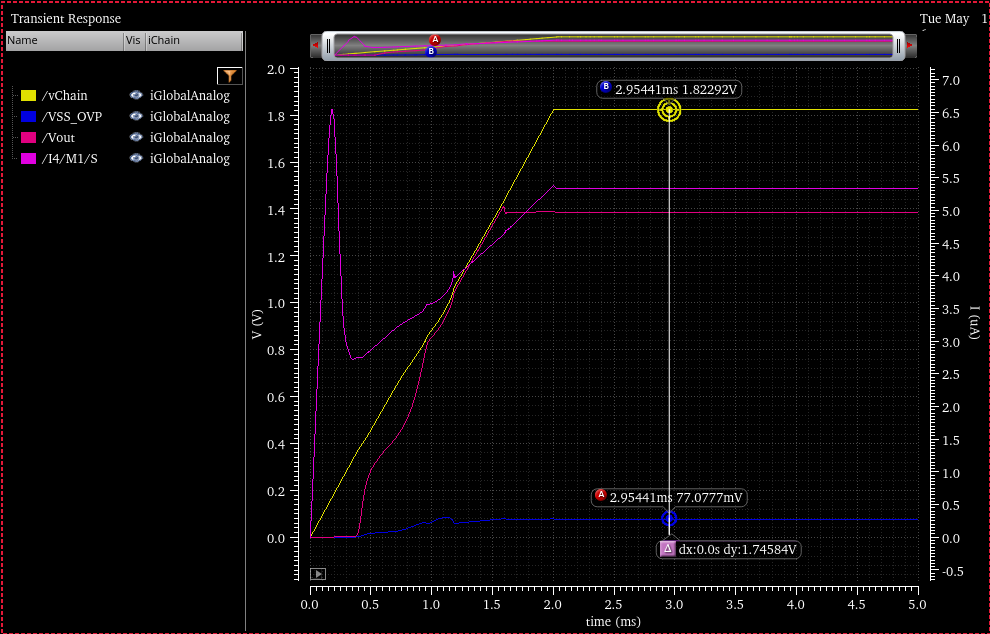 Transient Response
Tue May 1
Name Vis iChain
/vChain iGlobalAnalog
/VSS_OVP iGlobalAnalog
/Vout iGlobalAnalog
/I4/M1/S iGlobalAnalog
A
B
2.0
1.8
1.6
1.4
1.2
1.0
0.8
0.6
0.4
0.2
0.0
V (V)
B 2.95441ms 1.82292V
A 2.95441ms 77.0777mV
Δ dx:0.0s dy:1.74584V
7.0
6.5
6.0
5.5
5.0
4.5
4.0
3.5
3.0
2.5
2.0
1.5
1.0
0.5
0.0
-0.5
I (uA)
0.0 0.5 1.0 1.5 2.0 2.5 3.0 3.5 4.0 4.5 5.0
time (ms)